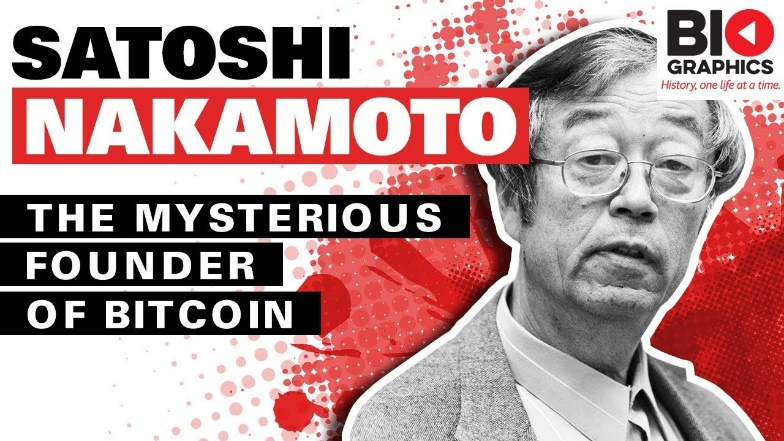 SATOSHI
NAKAMOTO
THE MYSTERIOUS
FOUNDER
OF BITCOIN
BIO
GRAPHICS
History, one life at a time.